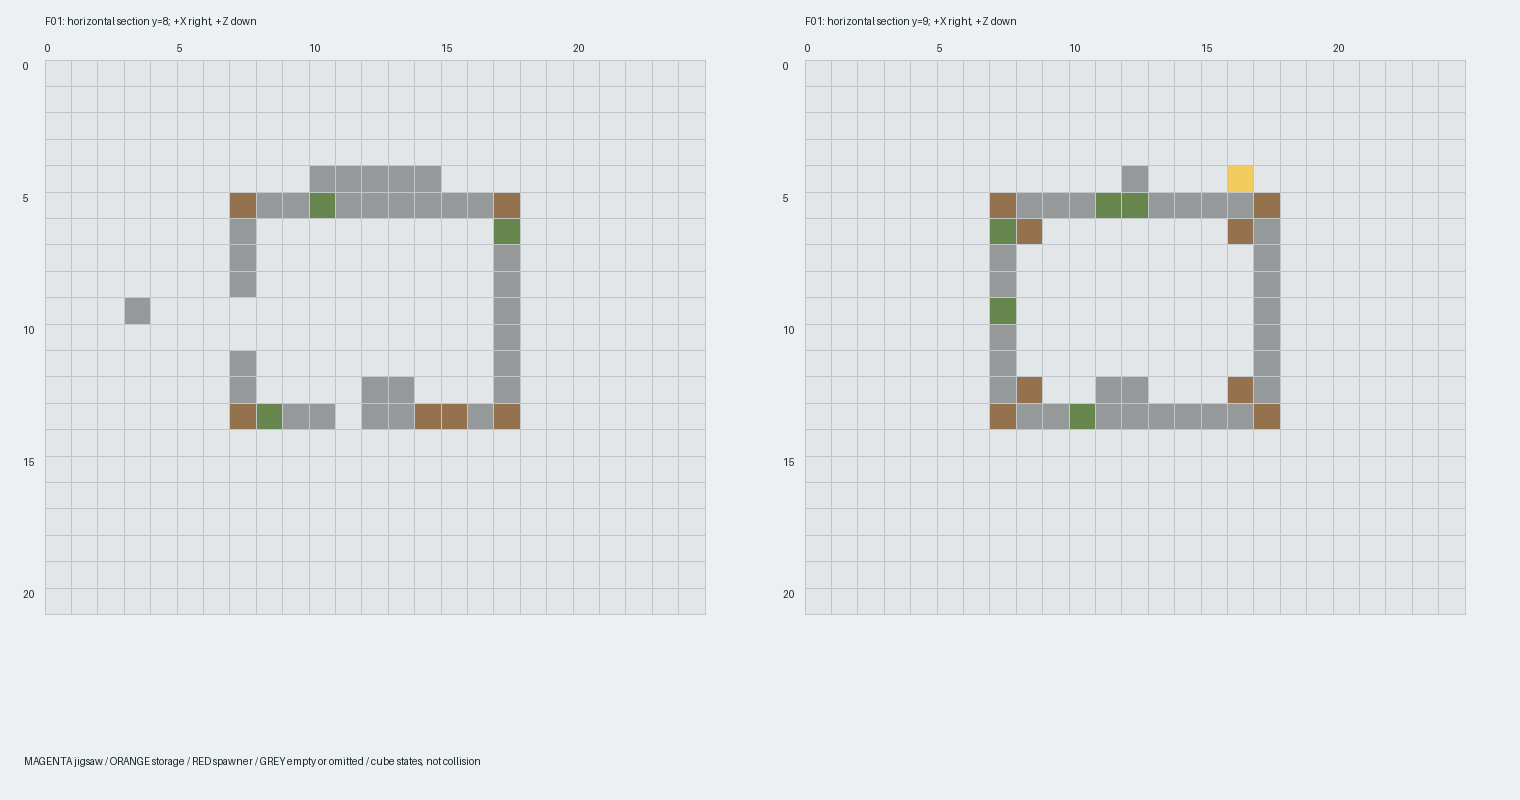 F01: horizontal section y=8; +X right, +Z down
0 5 10 15 20
0
5
10
15
20
F01: horizontal section y=9; +X right, +Z down
0 5 10 15 20
0
5
10
15
20
MAGENTA jigsaw / ORANGE storage / RED spawner / GREY empty or omitted / cube states, not collision